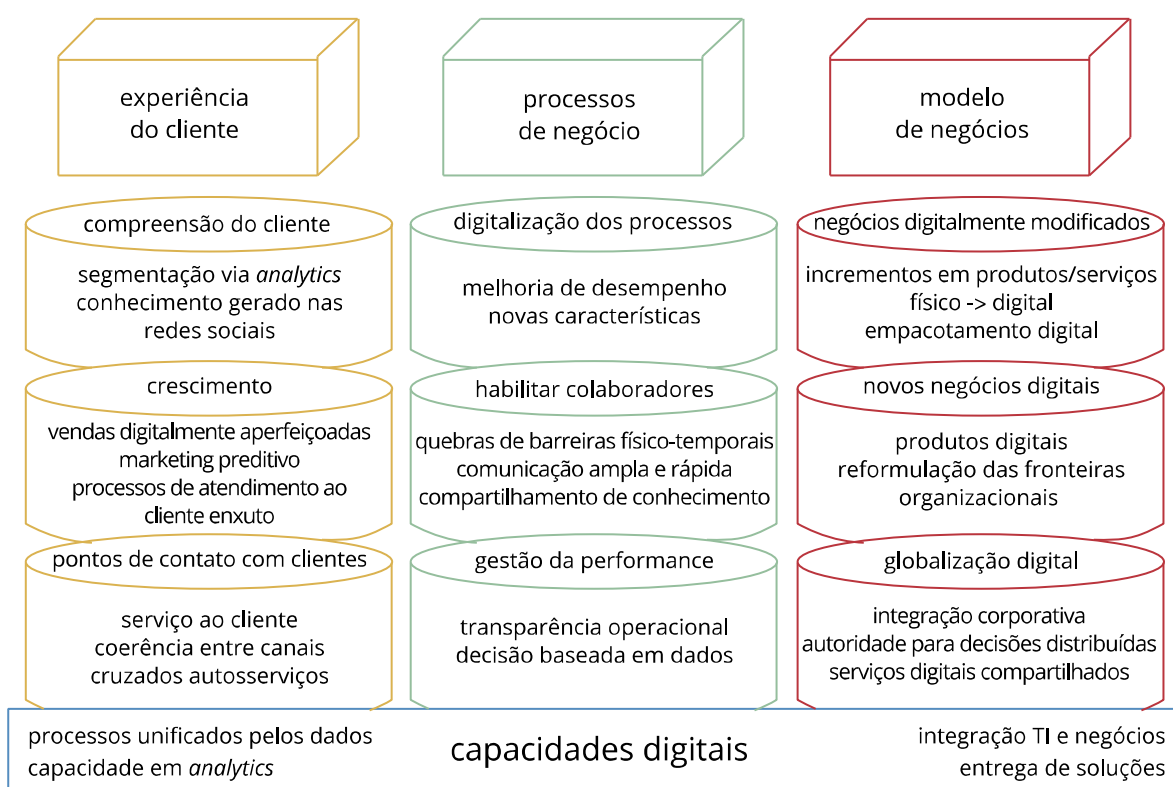 experiência
do cliente
compreensão do cliente
segmentação via analytics
conhecimento gerado nas
redes sociais
crescimento
vendas digitalmente aperfeiçoadas
marketing preditivo
processos de atendimento ao
cliente enxuto
pontos de contato com clientes
serviço ao cliente
coerência entre canais
cruzados autosserviços
processos
de negócio
digitalização dos processos
melhoria de desempenho
novas características
habilitar colaboradores
quebras de barreiras físico-temporais
comunicação ampla e rápida
compartilhamento de conhecimento
gestão da performance
transparência operacional
decisão baseada em dados
modelo
de negócios
negócios digitalmente modificados
incrementos em produtos/serviços
físico -> digital
empacotamento digital
novos negócios digitais
produtos digitais
reformulação das fronteiras
organizacionais
globalização digital
integração corporativa
autoridade para decisões distribuídas
serviços digitais compartilhados
processos unificados pelos dados
capacidade em analytics
capacidades digitais
integração TI e negócios
entrega de soluções